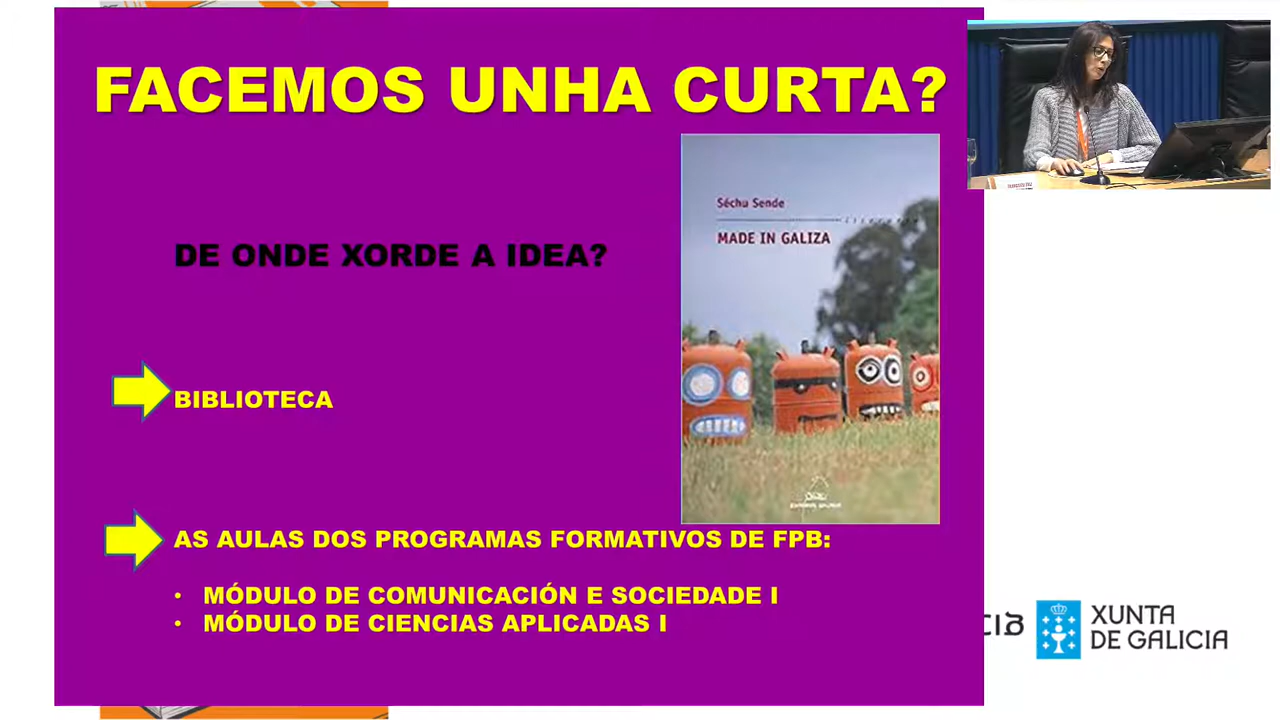 FACEMOS UNHA CURTA?
Séchu Sende
MADE IN GALIZA
DE ONDE XORDE A IDEA?
BIBLIOTECA
AS AULAS DOS PROGRAMAS FORMATIVOS DE FPB:
• MÓDULO DE COMUNICACIÓN E SOCIEDADE I
• MÓDULO DE CIENCIAS APLICADAS I
XUNTA
DE GALICIA